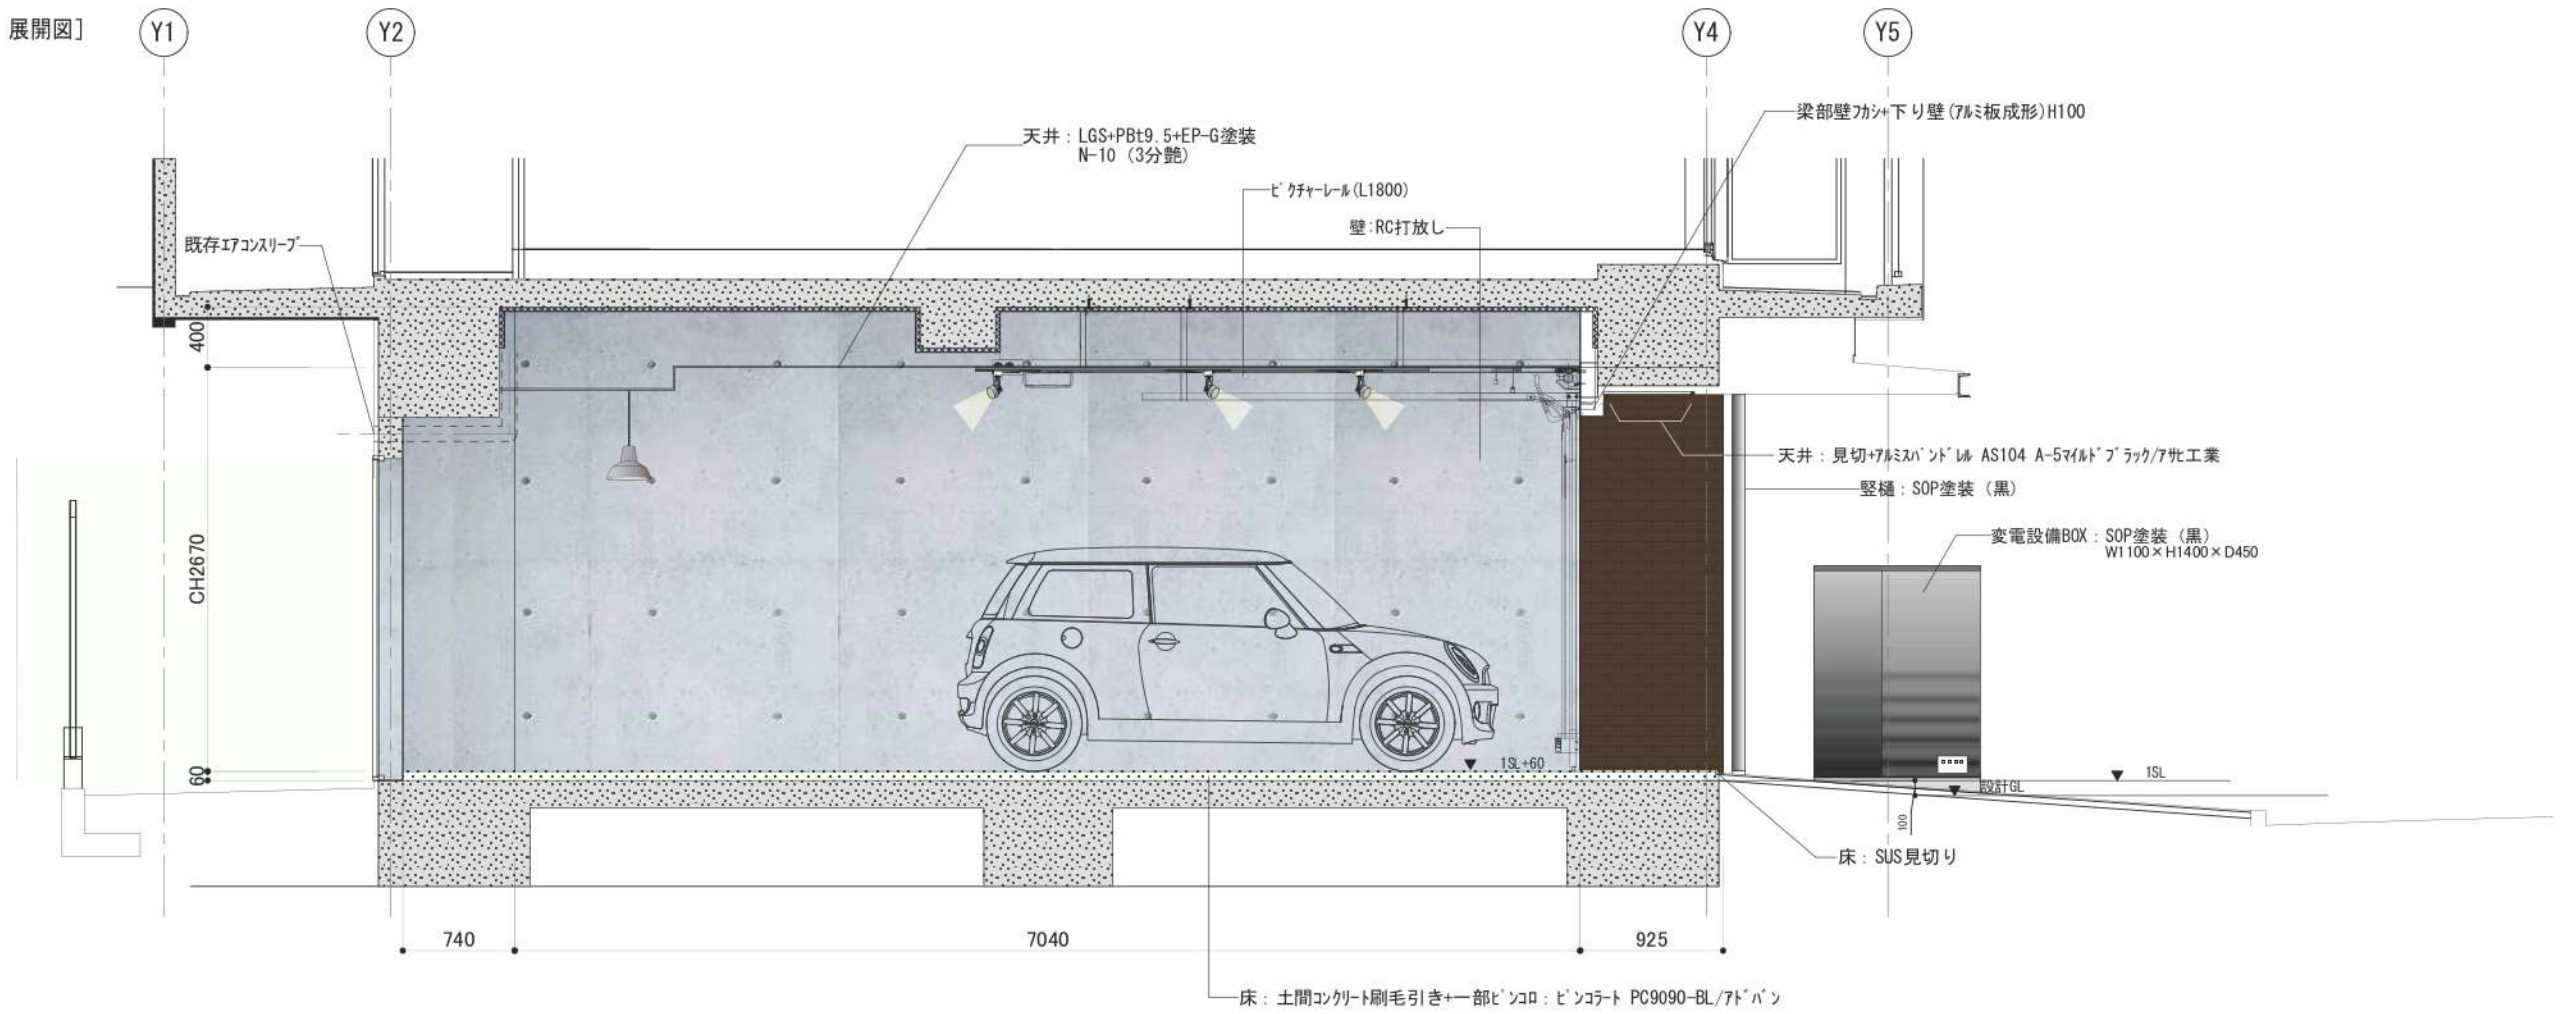 展開図]
Y1
Y2
Y4
Y5
梁部壁フカシ+下り壁(アルミ板成形)H100
天井：LGS+PBt9.5+EP-G塗装
N-10（3分艶）
ピクチャーレール(L1800)
壁:RC打放し
既存エアコンスリーブ
400
CH2670
60
天井：見切+アルミスパンドレル AS104 A-5マイルドブラック/アサヒ工業
竪樋：SOP塗装（黒）
変電設備BOX：SOP塗装（黒）
W1100×H1400×D450
1SL+60
1SL
設計GL
100
床：SUS見切り
740
7040
925
床：土間コンクリート刷毛引き+一部ピンコロ：ピンコラート PC9090-BL/アドバン